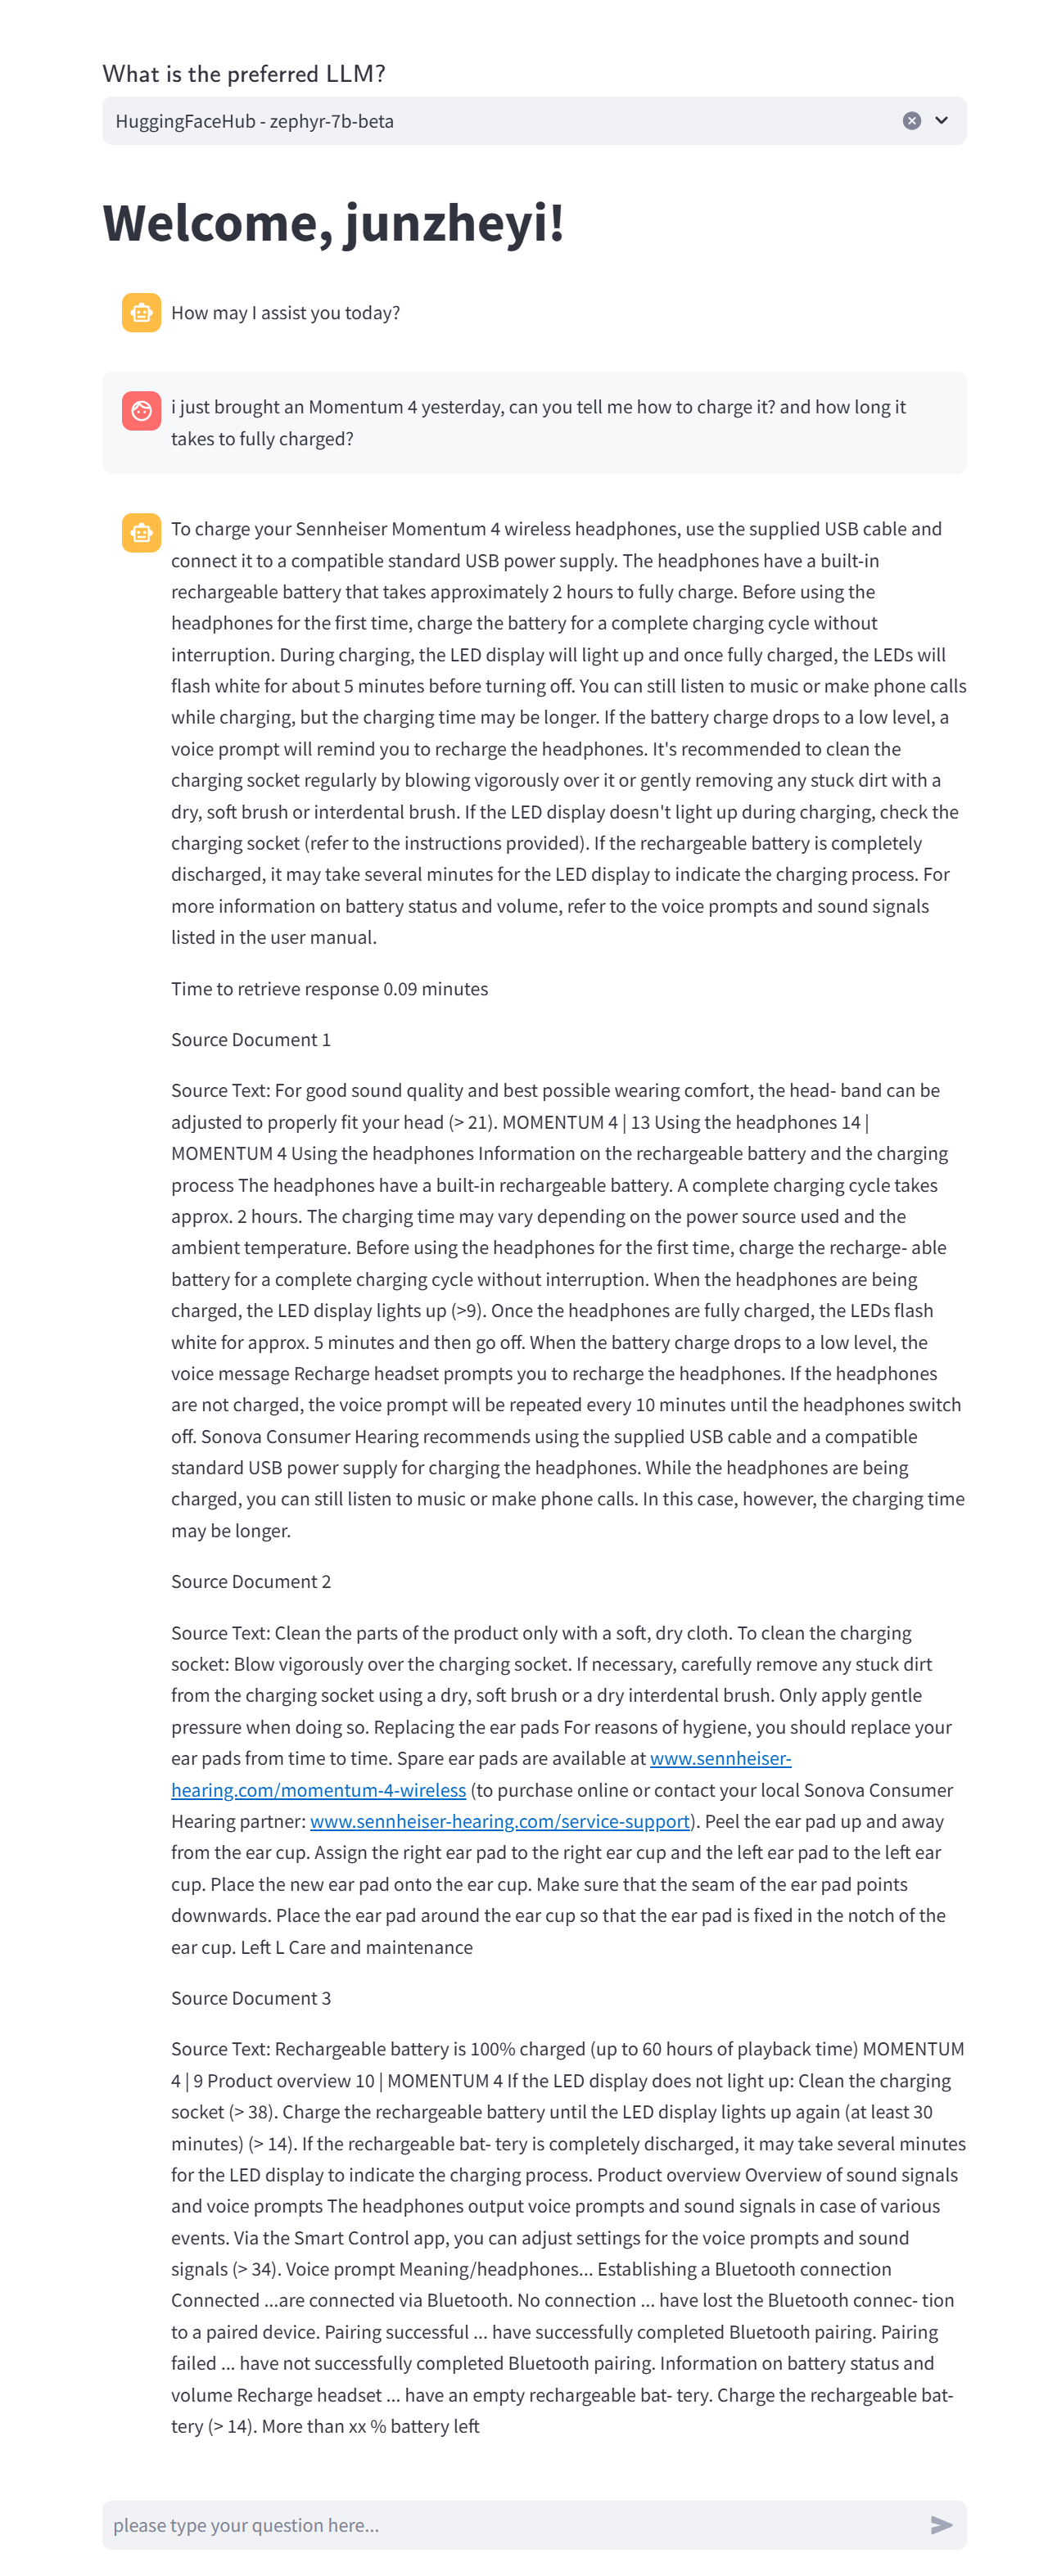 What is the preferred LLM?
HuggingFaceHub - zephyr-7b-beta
Welcome, junzheyi!
How may I assist you today?
i just brought an Momentum 4 yesterday, can you tell me how to charge it? and how long it
takes to fully charged?
To charge your Sennheiser Momentum 4 wireless headphones, use the supplied USB cable and
connect it to a compatible standard USB power supply. The headphones have a built-in
rechargeable battery that takes approximately 2 hours to fully charge. Before using the
headphones for the first time, charge the battery for a complete charging cycle without
interruption. During charging, the LED display will light up and once fully charged, the LEDs will
flash white for about 5 minutes before turning off. You can still listen to music or make phone calls
while charging, but the charging time may be longer. If the battery charge drops to a low level, a
voice prompt will remind you to recharge the headphones. It's recommended to clean the
charging socket regularly by blowing vigorously over it or gently removing any stuck dirt with a
dry, soft brush or interdental brush. If the LED display doesn't light up during charging, check the
charging socket (refer to the instructions provided). If the rechargeable battery is completely
discharged, it may take several minutes for the LED display to indicate the charging process. For
more information on battery status and volume, refer to the voice prompts and sound signals
listed in the user manual.
Time to retrieve response 0.09 minutes
Source Document 1
Source Text: For good sound quality and best possible wearing comfort, the head- band can be
adjusted to properly fit your head (> 21). MOMENTUM 4 | 13 Using the headphones 14 |
MOMENTUM 4 Using the headphones Information on the rechargeable battery and the charging
process The headphones have a built-in rechargeable battery. A complete charging cycle takes
approx. 2 hours. The charging time may vary depending on the power source used and the
ambient temperature. Before using the headphones for the first time, charge the recharge- able
battery for a complete charging cycle without interruption. When the headphones are being
charged, the LED display lights up (>9). Once the headphones are fully charged, the LEDs flash
white for approx. 5 minutes and then go off. When the battery charge drops to a low level, the
voice message Recharge headset prompts you to recharge the headphones. If the headphones
are not charged, the voice prompt will be repeated every 10 minutes until the headphones switch
off. Sonova Consumer Hearing recommends using the supplied USB cable and a compatible
standard USB power supply for charging the headphones. While the headphones are being
charged, you can still listen to music or make phone calls. In this case, however, the charging time
may be longer.
Source Document 2
Source Text: Clean the parts of the product only with a soft, dry cloth. To clean the charging
socket: Blow vigorously over the charging socket. If necessary, carefully remove any stuck dirt
from the charging socket using a dry, soft brush or a dry interdental brush. Only apply gentle
pressure when doing so. Replacing the ear pads For reasons of hygiene, you should replace your
ear pads from time to time. Spare ear pads are available at www.sennheiser-
hearing.com/momentum-4-wireless (to purchase online or contact your local Sonova Consumer
Hearing partner: www.sennheiser-hearing.com/service-support). Peel the ear pad up and away
from the ear cup. Assign the right ear pad to the right ear cup and the left ear pad to the left ear
cup. Place the new ear pad onto the ear cup. Make sure that the seam of the ear pad points
downwards. Place the ear pad around the ear cup so that the ear pad is fixed in the notch of the
ear cup. Left L Care and maintenance
Source Document 3
Source Text: Rechargeable battery is 100% charged (up to 60 hours of playback time) MOMENTUM
4 | 9 Product overview 10 | MOMENTUM 4 If the LED display does not light up: Clean the charging
socket (> 38). Charge the rechargeable battery until the LED display lights up again (at least 30
minutes) (> 14). If the rechargeable bat- tery is completely discharged, it may take several minutes
for the LED display to indicate the charging process. Product overview Overview of sound signals
and voice prompts The headphones output voice prompts and sound signals in case of various
events. Via the Smart Control app, you can adjust settings for the voice prompts and sound
signals (> 34). Voice prompt Meaning/headphones... Establishing a Bluetooth connection
Connected ...are connected via Bluetooth. No connection ... have lost the Bluetooth connec- tion
to a paired device. Pairing successful ... have successfully completed Bluetooth pairing. Pairing
failed ... have not successfully completed Bluetooth pairing. Information on battery status and
volume Recharge headset ... have an empty rechargeable bat- tery. Charge the rechargeable bat-
tery (> 14). More than xx % battery left
please type your question here...